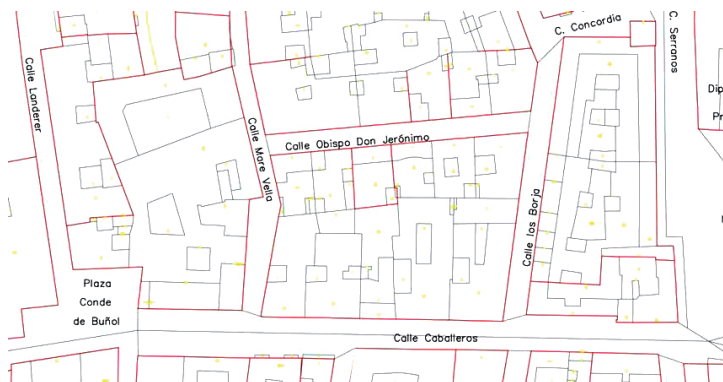 C. Concordia
C. Serranos
Calle Landerer
Calle Mare Vella
Calle Obispo Don Jerónimo
Calle los Borja
Plaza
Conde
de Buñol
Calle Caballeros